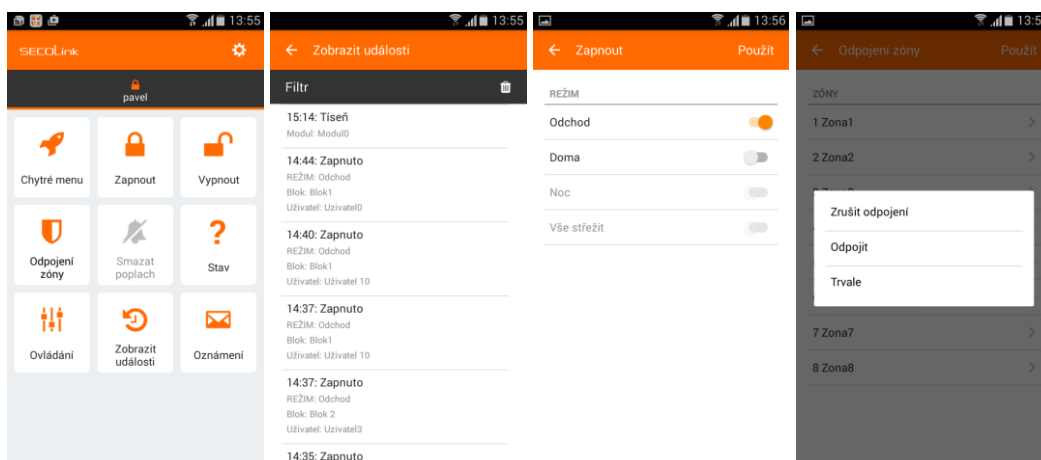 13:55
SECOLink
pavel
Chytré menu
Zapnout
Vypnout
Odpojení
zóny
Smazat
poplach
Stav
Ovládání
Zobrazit
události
Oznámení
13:55
Zobrazit události
Filtr
15:14: Tíseň
Modul: Modul0
14:44: Zapnuto
REŽIM: Odchod
Blok: Blok1
Uživatel: Uzivatel0
14:40: Zapnuto
REŽIM: Odchod
Blok: Blok1
Uživatel: Uživatel 10
14:37: Zapnuto
REŽIM: Odchod
Blok: Blok1
Uživatel: Uživatel 10
14:37: Zapnuto
REŽIM: Odchod
Blok: Blok 2
Uživatel: Uzivatel3
14:35: Zapnuto
13:56
Zapnout Použít
REŽIM
Odchod
Doma
Noc
Vše střežit
13:5
Odpojení zóny Použít
ZÓNY
1 Zona1
2 Zona2
Zrušit odpojení
Odpojit
Trvale
7 Zona7
8 Zona8